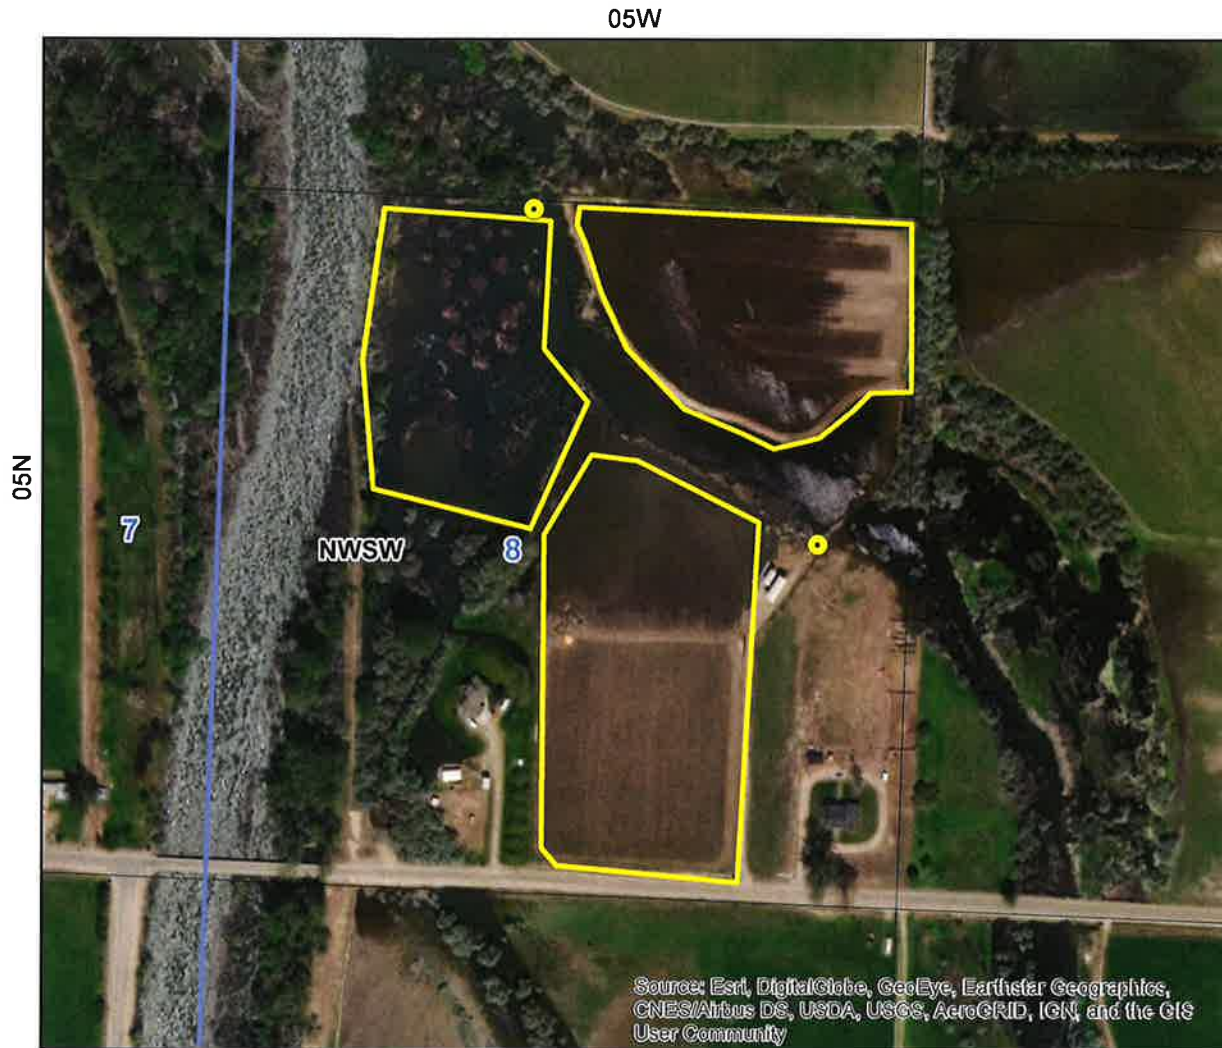 05W
05N
7
NWSW
8
Source: Esri, DigitalGlobe, GeoEye, Earthstar Geographics,
CNES/Airbus DS, USDA, USGS, AeroGRID, IGN, and the GIS
User Community